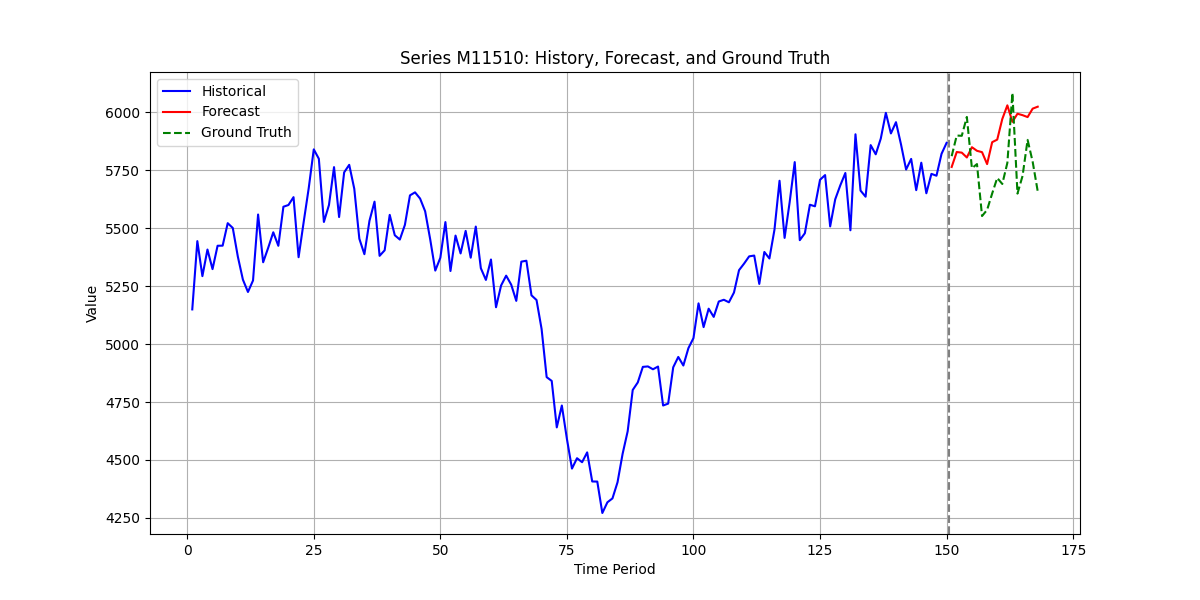 Series M11510: History, Forecast, and Ground Truth
Historical
Forecast
Ground Truth
6000
5750
5500
5250
5000
4750
4500
4250
Value
0 25 50 75 100 125 150 175
Time Period